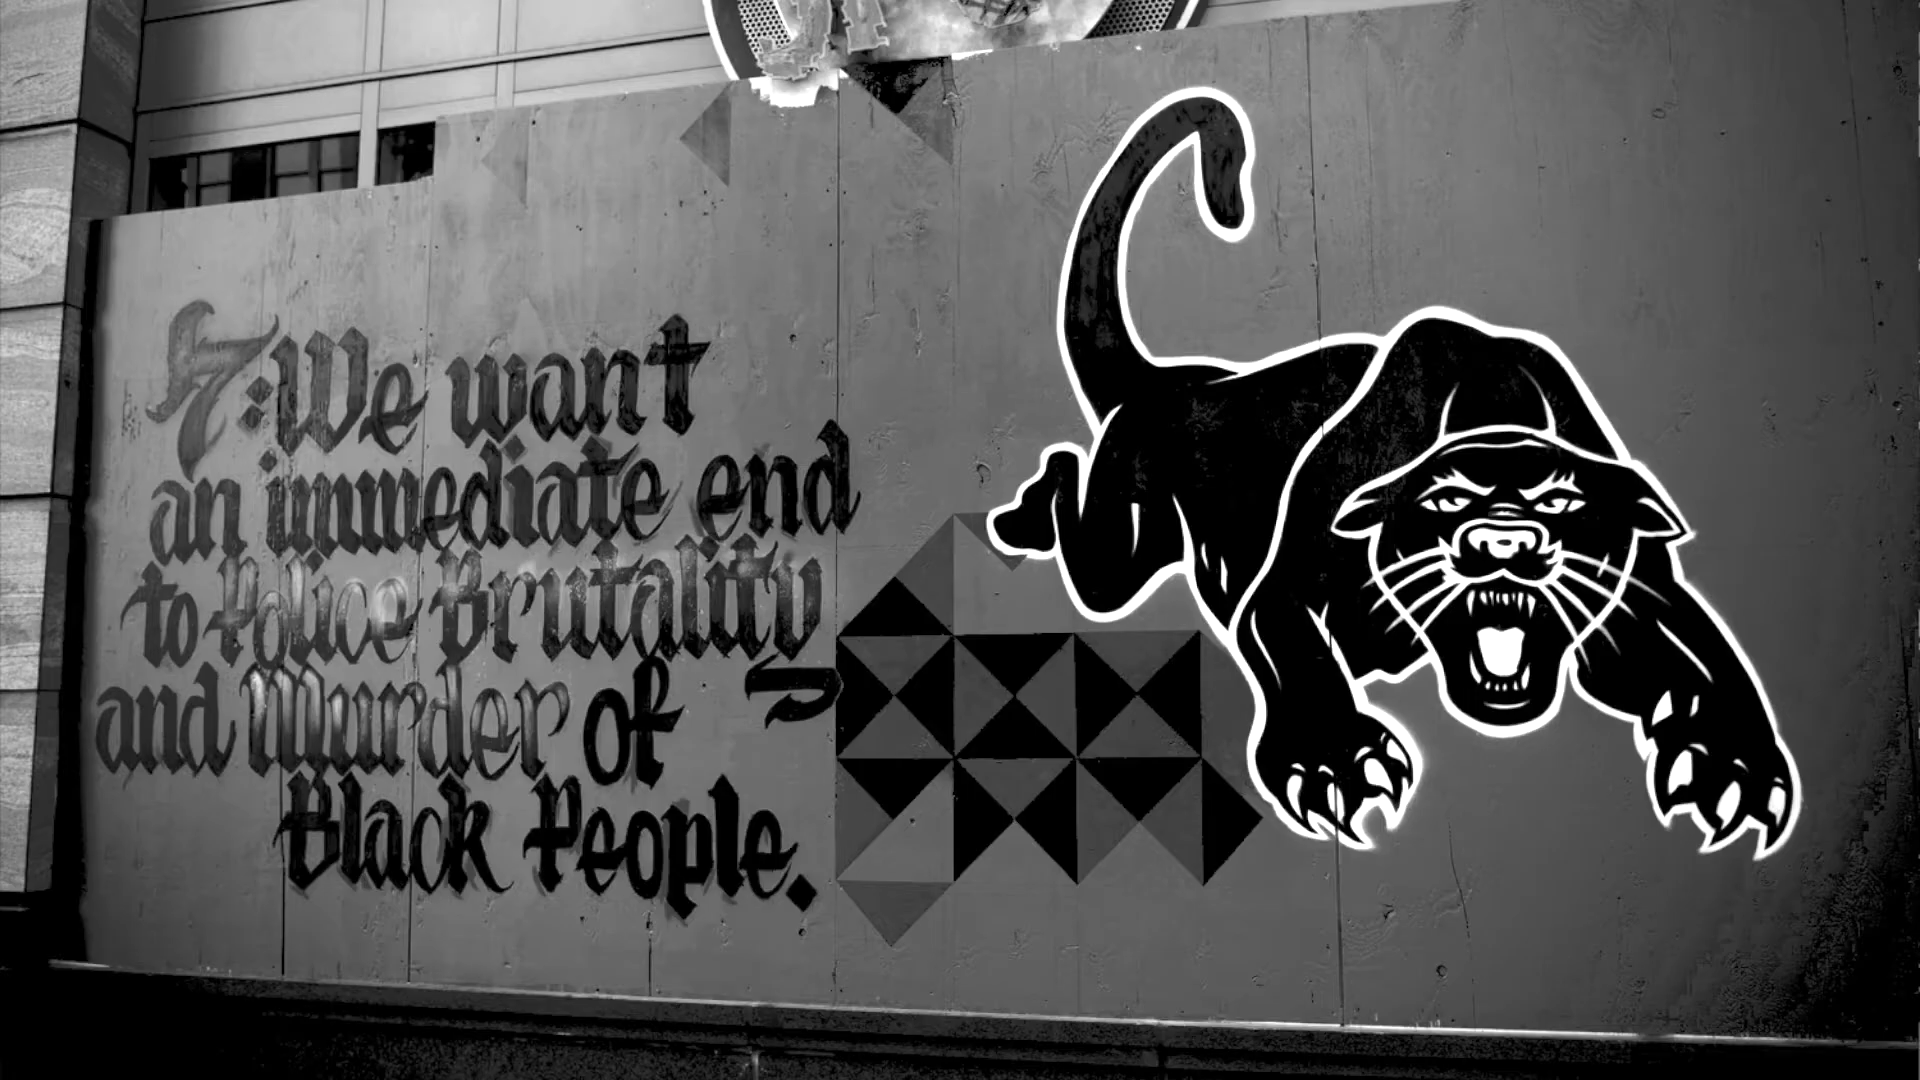 7:We want
an immediate end
to Police Brutality
and Murder of
Black People.